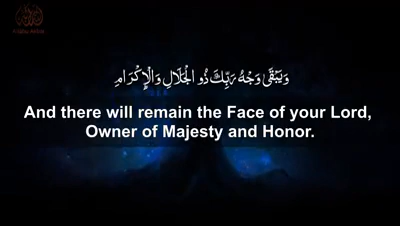 وَيَبْقَىٰ وَجْهُ رَبِّكَ ذُو الْجَلَالِ وَالْإِكْرَامِ
And there will remain the Face of your Lord,
Owner of Majesty and Honor.